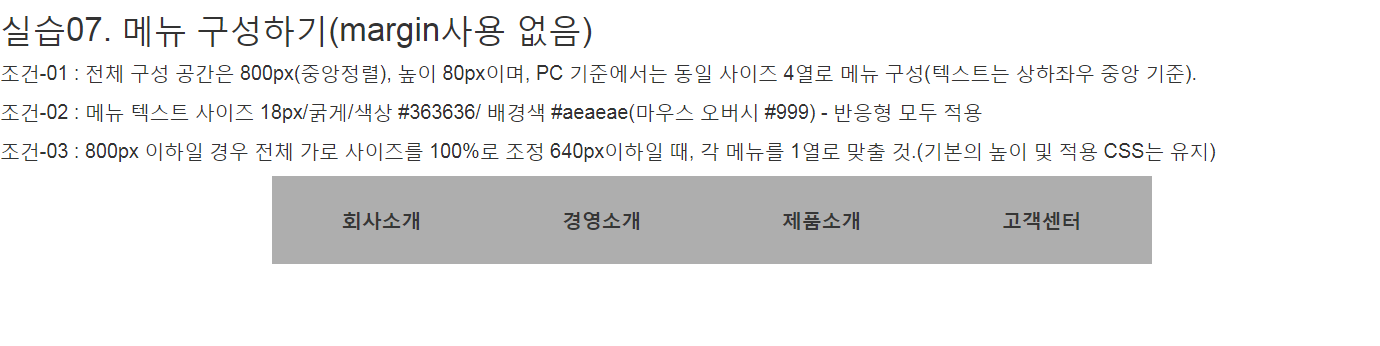 실습07. 메뉴 구성하기(margin사용 없음)
조건-01 : 전체 구성 공간은 800px(중앙정렬), 높이 80px이며, PC 기준에서는 동일 사이즈 4열로 메뉴 구성(텍스트는 상하좌우 중앙 기준).
조건-02 : 메뉴 텍스트 사이즈 18px/굵게/색상 #363636/ 배경색 #aeaeae(마우스 오버시 #999) - 반응형 모두 적용
조건-03 : 800px 이하일 경우 전체 가로 사이즈를 100%로 조정 640px이하일 때, 각 메뉴를 1열로 맞출 것.(기본의 높이 및 적용 CSS는 유지)
회사소개 경영소개 제품소개 고객센터